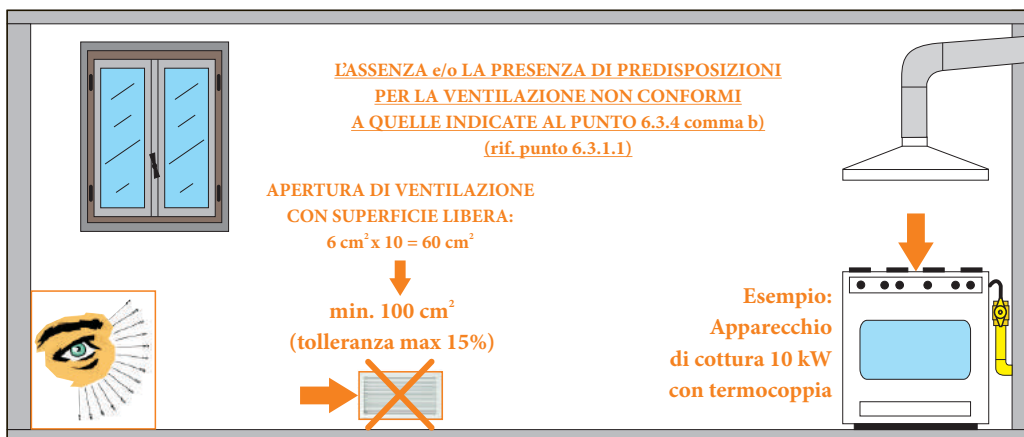 L'ASSENZA e/o LA PRESENZA DI PREDISPOSIZIONI
PER LA VENTILAZIONE NON CONFORMI
A QUELLE INDICATE AL PUNTO 6.3.4 comma b)
(rif. punto 6.3.1.1)
APERTURA DI VENTILAZIONE
CON SUPERFICIE LIBERA:
6 cm² x 10 = 60 cm²
min. 100 cm²
(tolleranza max 15%)
Esempio:
Apparecchio
di cottura 10 kW
con termocoppia